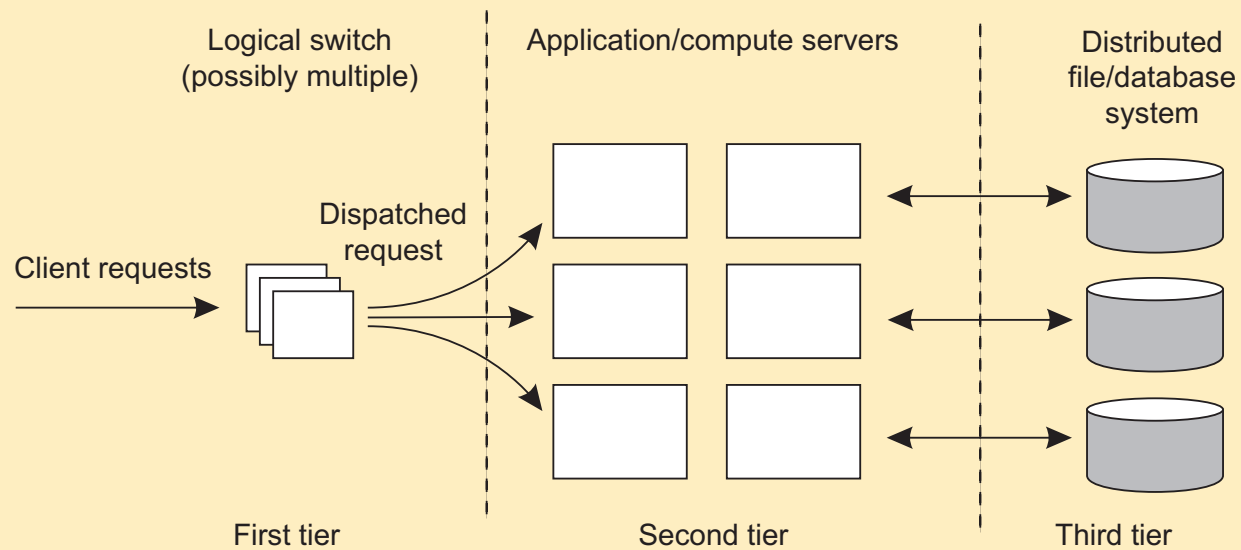 Logical switch
(possibly multiple)
Application/compute servers
Distributed
file/database
system
Dispatched
request
Client requests
First tier
Second tier
Third tier